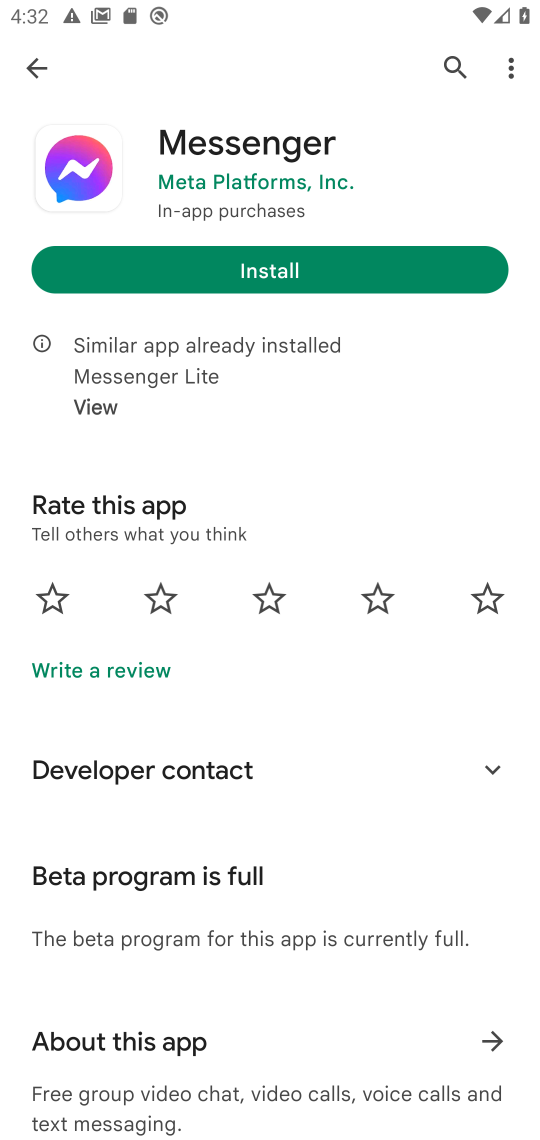 4:32
Messenger
Meta Platforms, Inc.
In-app purchases
Install
Similar app already installed
Messenger Lite
View
Rate this app
Tell others what you think
Write a review
Developer contact
Beta program is full
The beta program for this app is currently full.
About this app
Free group video chat, video calls, voice calls and
text messaging.